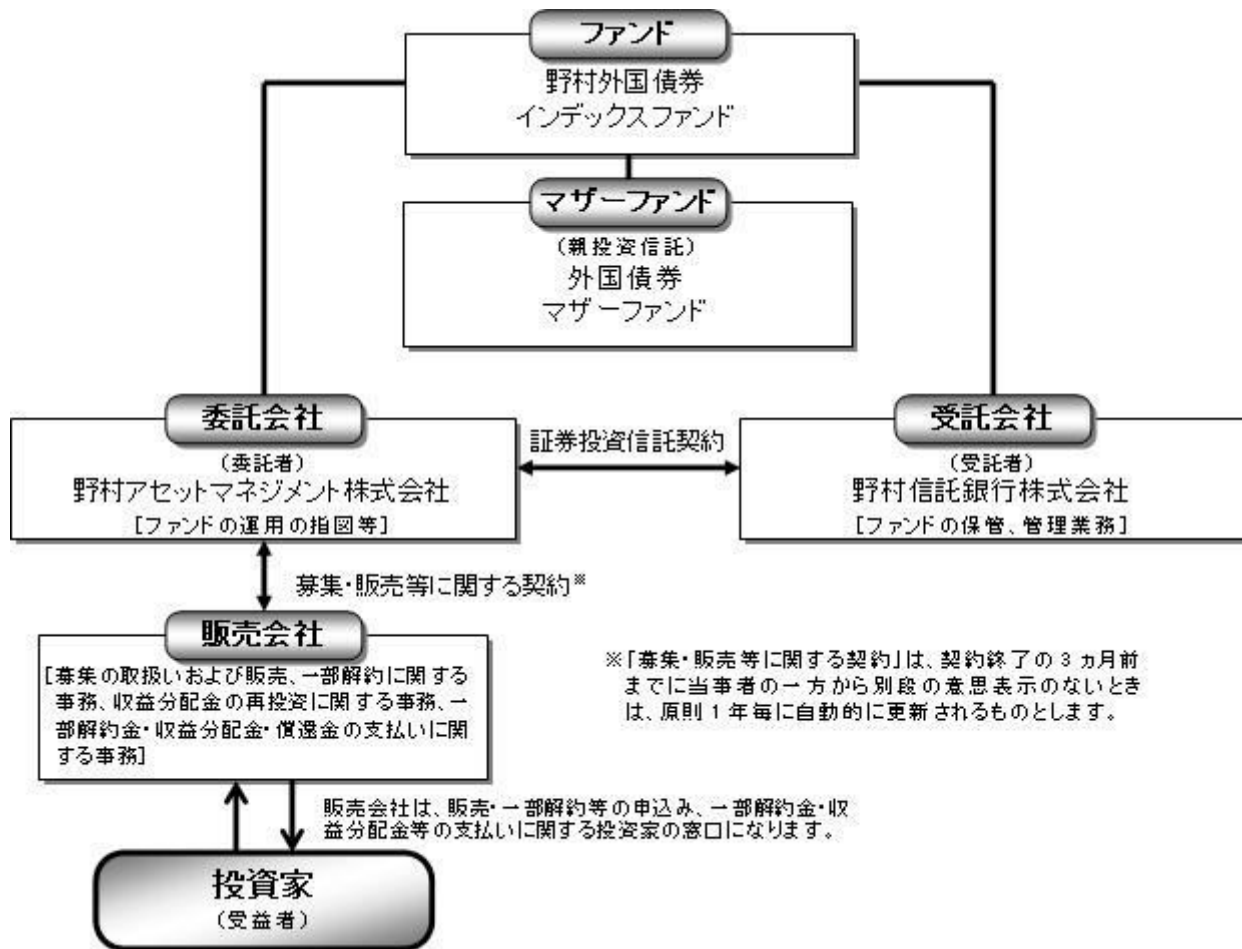 ファンド
野村外国債券
インデックスファンド
マザーファンド
(親投資信託)
外国債券
マザーファンド
委託会社
(委託者)
野村アセットマネジメント株式会社
[ファンドの運用の指図等]
証券投資信託契約
受託会社
(受託者)
野村信託銀行株式会社
[ファンドの保管、管理業務]
募集・販売等に関する契約※
販売会社
[募集の取扱いおよび販売、一部解約に関する
事務、収益分配金の再投資に関する事務、一
部解約金・収益分配金・償還金の支払いに関
する事務]
※「募集・販売等に関する契約」は、契約終了の3ヵ月前
までに当事者の一方から別段の意思表示のないとき
は、原則1年毎に自動的に更新されるものとします。
販売会社は、販売・一部解約等の申込み、一部解約金・収
益分配金等の支払いに関する投資家の窓口になります。
投資家
(受益者)